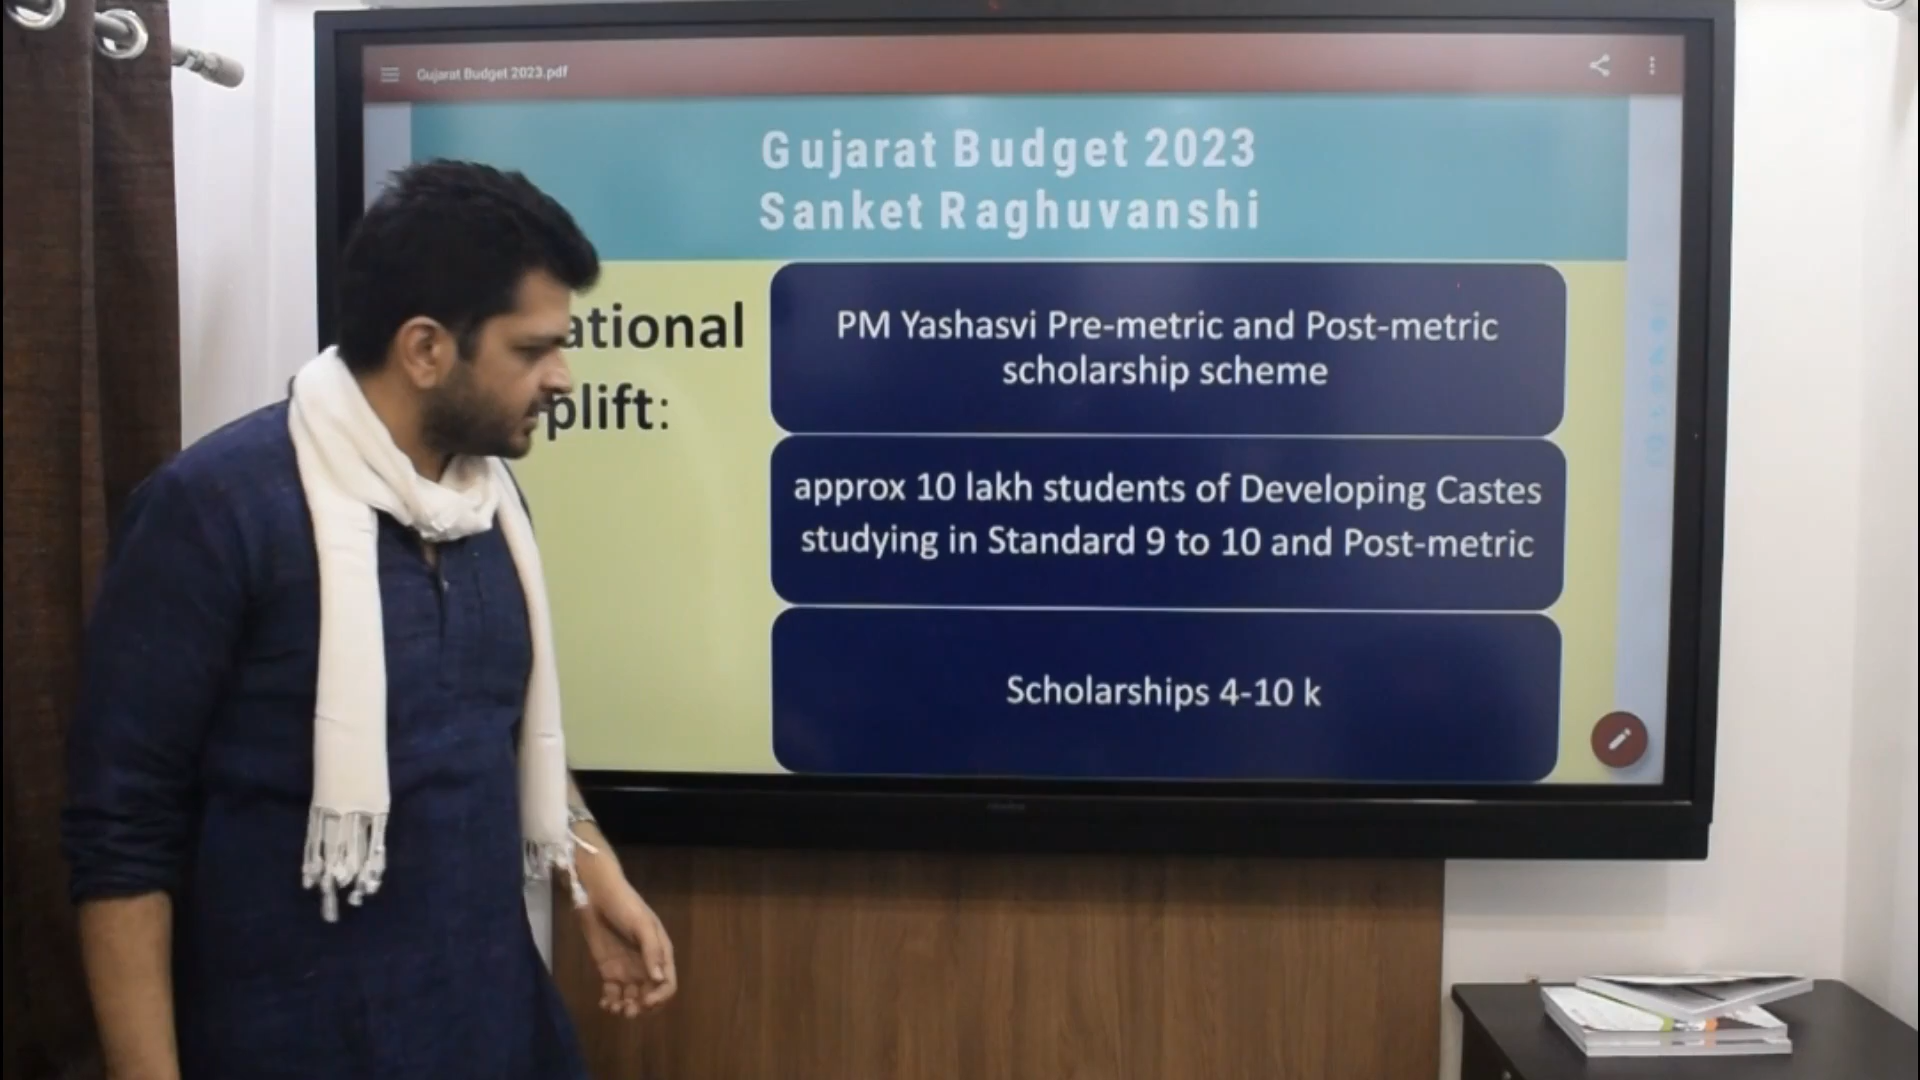 Gujarat Budget 2023.pdf
Gujarat Budget 2023
Sanket Raghuvanshi
plift:
PM Yashasvi Pre-metric and Post-metric
scholarship scheme
approx 10 lakh students of Developing Castes
studying in Standard 9 to 10 and Post-metric
Scholarships 4-10 k